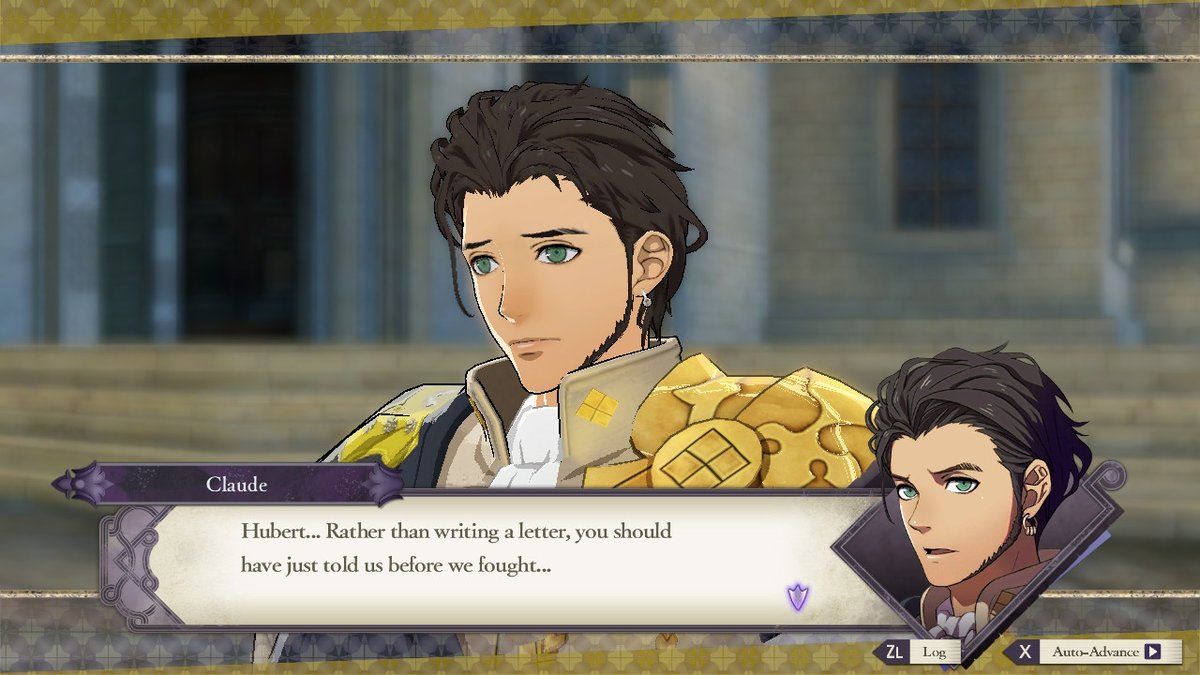 Claude
Hubert... Rather than writing a letter, you should
have just told us before we fought...
ZL Log
X Auto-Advance